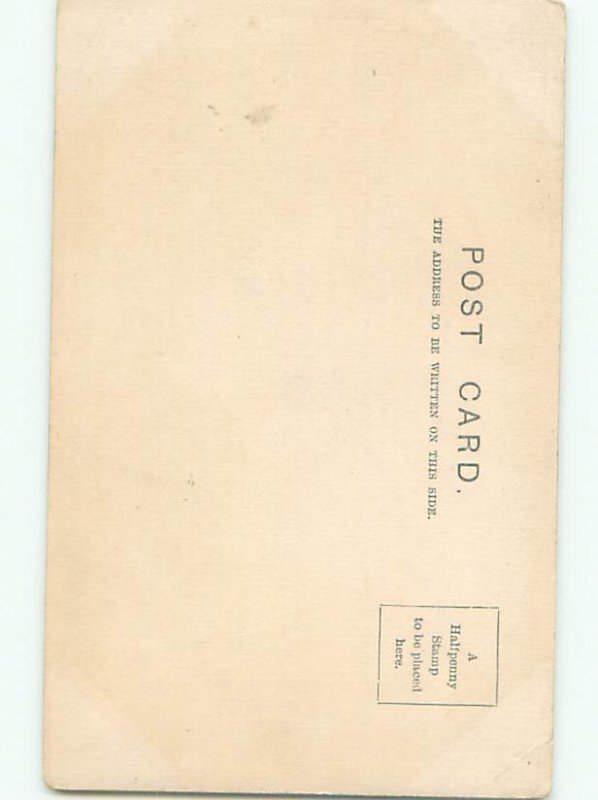 POST CARD.
THE ADDRESS TO BE WRITTEN ON THIS SIDE.
A
Halfpenny
Stamp
to be placed
here.